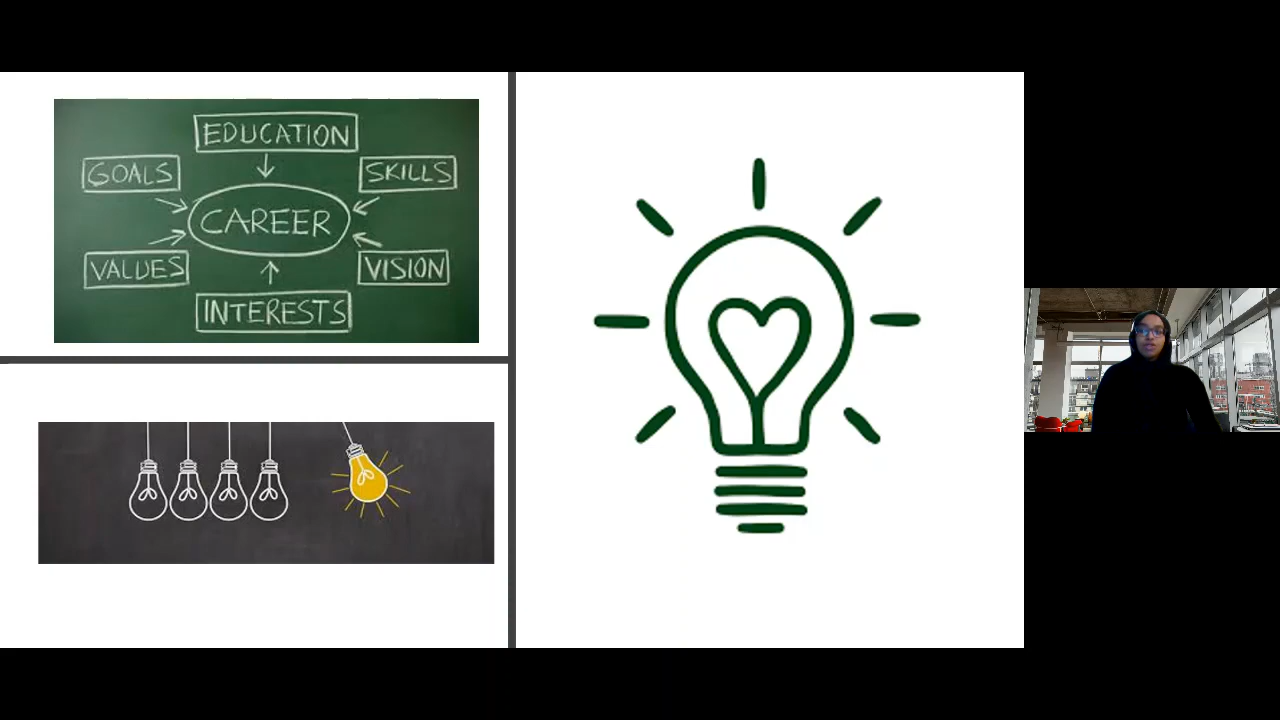 EDUCATION
GOALS
SKILLS
CAREER
VALUES
VISION
INTERESTS